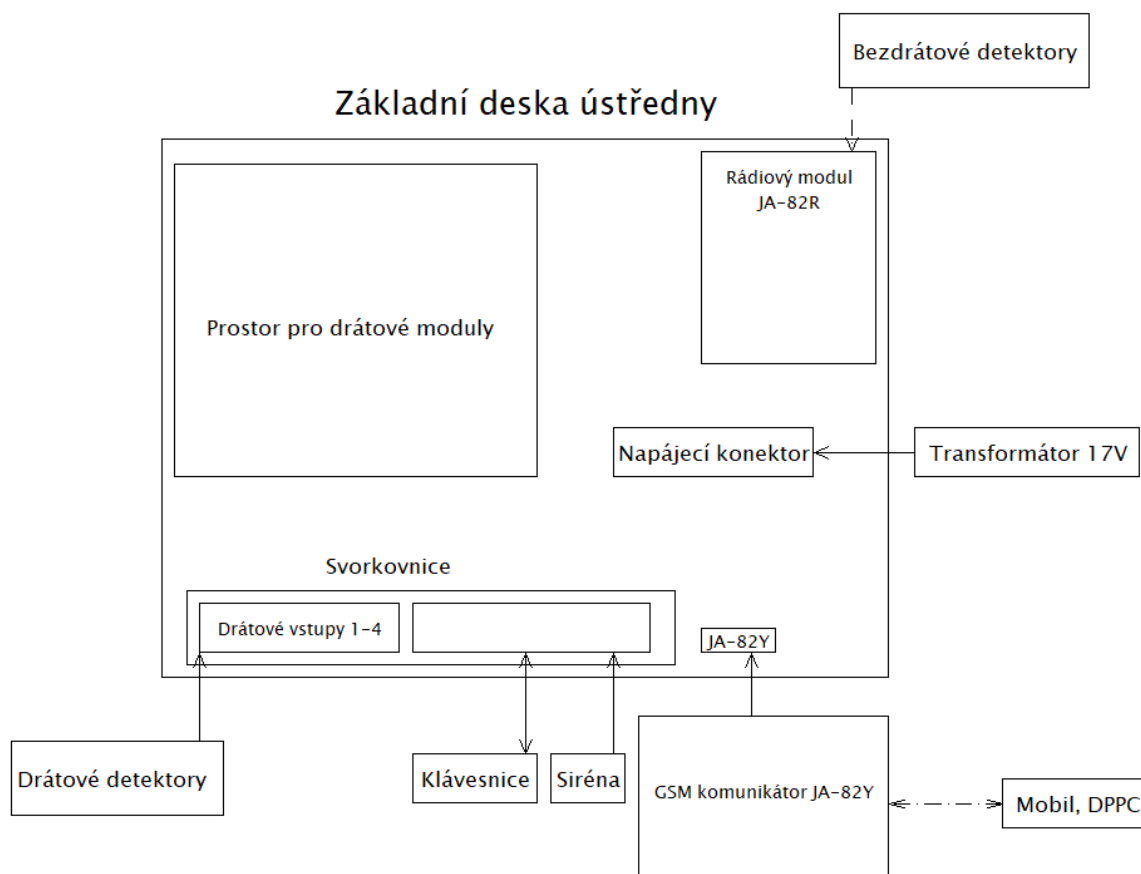 Bezdrátové detektory
Základní deska ústředny
Rádiový modul
JA-82R
Prostor pro drátové moduly
Napájecí konektor
Transformátor 17V
Svorkovnice
Drátové vstupy 1-4
JA-82Y
Drátové detektory
Klávesnice
Siréna
GSM komunikátor JA-82Y
Mobil, DPPC